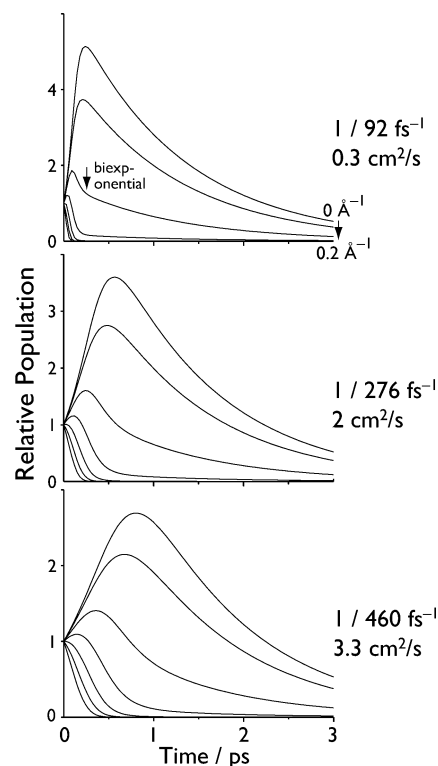 Relative Population
4
2
0
biexp-
onential
0 Å⁻¹
0.2 Å⁻¹
1 / 92 fs⁻¹
0.3 cm²/s
3
2
1
0
1 / 276 fs⁻¹
2 cm²/s
2
1
0
1 / 460 fs⁻¹
3.3 cm²/s
0 1 2 3
Time / ps